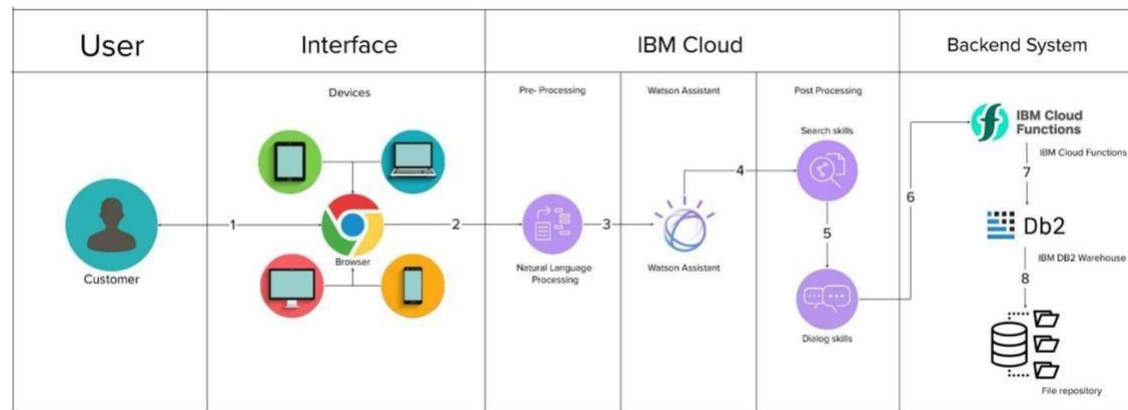 User
Interface
IBM Cloud
Backend System
Devices
Browser
Customer
1
2
Pre- Processing
Natural Language
Processing
3
Watson Assistant
Watson Assistant
4
Post Processing
Search skills
5
Dialog skills
6
IBM Cloud
Functions
IBM Cloud Functions
7
Db2
IBM DB2 Warehouse
8
File repository